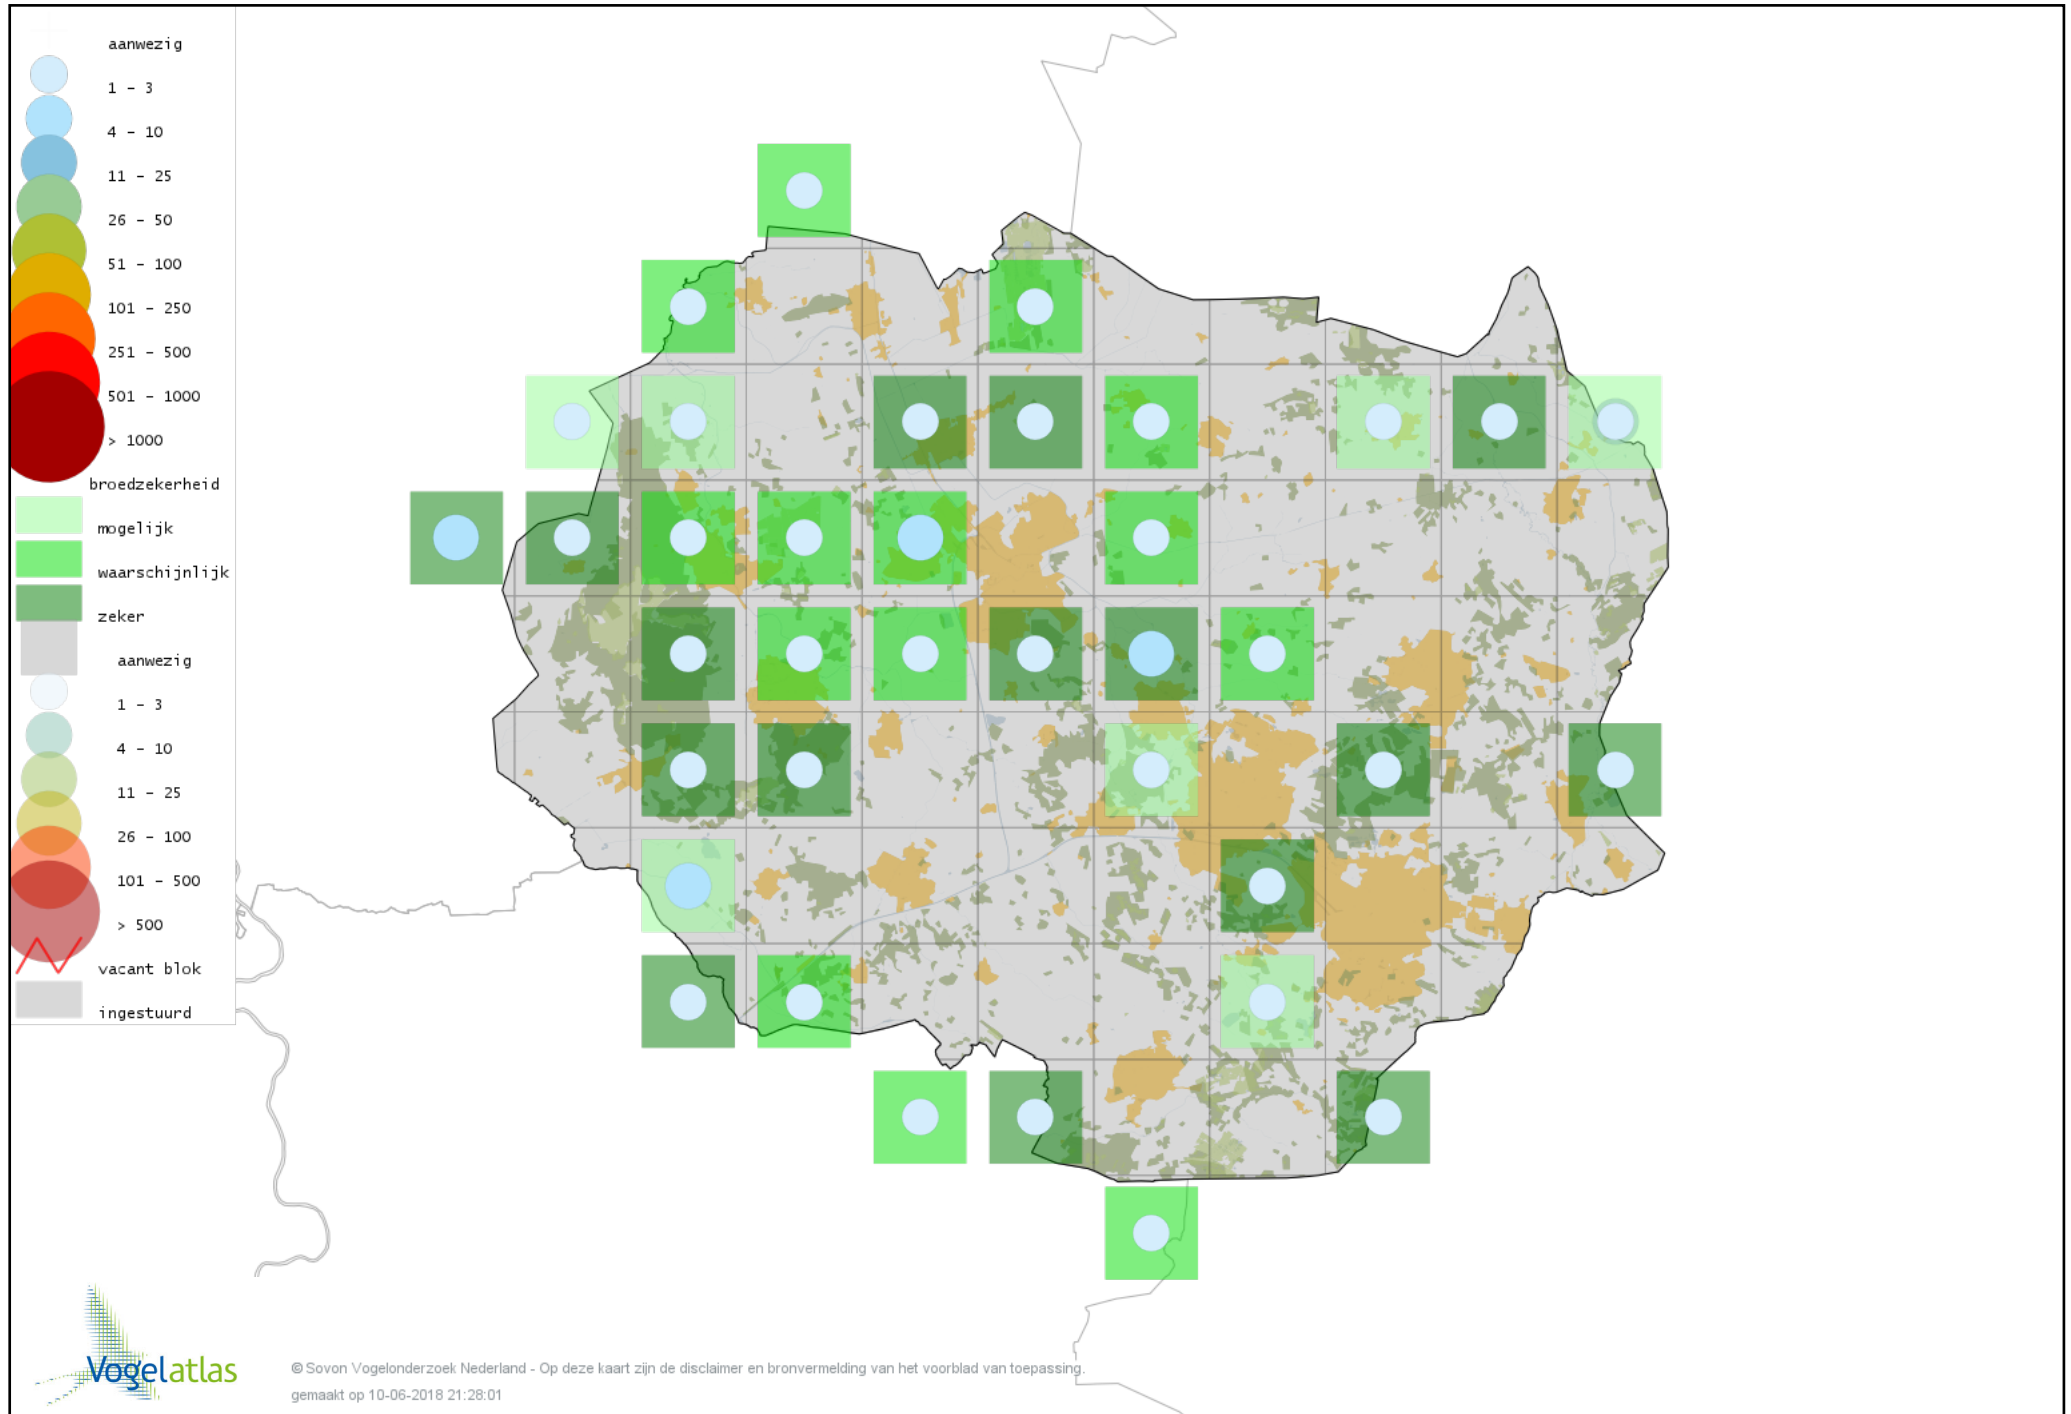 aanwezig
1 - 3
4 - 10
11 - 25
26 - 50
51 - 100
101 - 250
251 - 500
501 - 1000
> 1000
broedzekerheid
mogelijk
waarschijnlijk
zeker
aanwezig
1 - 3
4 - 10
11 - 25
26 - 100
101 - 500
> 500
vacant blok
ingestuurd
Vogelatlas
© Sovon Vogelonderzoek Nederland - Op deze kaart zijn de disclaimer en bronvermelding van het voorblad van toepassing.
gemaakt op 10-06-2018 21:28:01